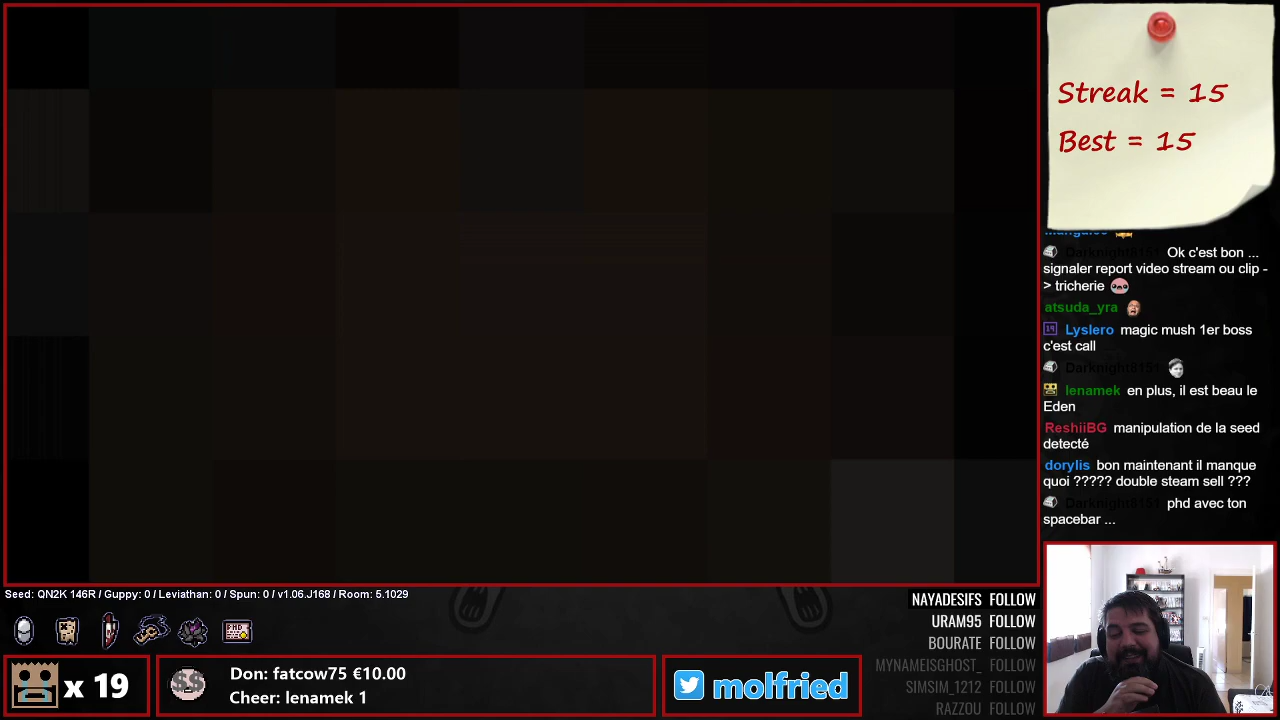 Streak = 15
Best = 15
Darknight8151 Ok c'est bon ...
signaler report video stream ou clip -
> tricherie
atsuda_yra
Lyslero magic mush 1er boss
c'est call
Darknight8151
lenamek en plus, il est beau le
Eden
ReshiiBG manipulation de la seed
detecté
dorylis bon maintenant il manque
quoi ????? double steam sell ???
Darknight8151 phd avec ton
spacebar ...
Seed: QN2K 146R / Guppy: 0 / Leviathan: 0 / Spun: 0 / v1.06.J168 / Room: 5.1029
NAYADESIFS FOLLOW
URAM95 FOLLOW
BOURATE FOLLOW
MYNAMEISGHOST_ FOLLOW
SIMSIM_1212 FOLLOW
RAZZOU FOLLOW
x 19
Don: fatcow75 €10.00
Cheer: lenamek 1
molfried